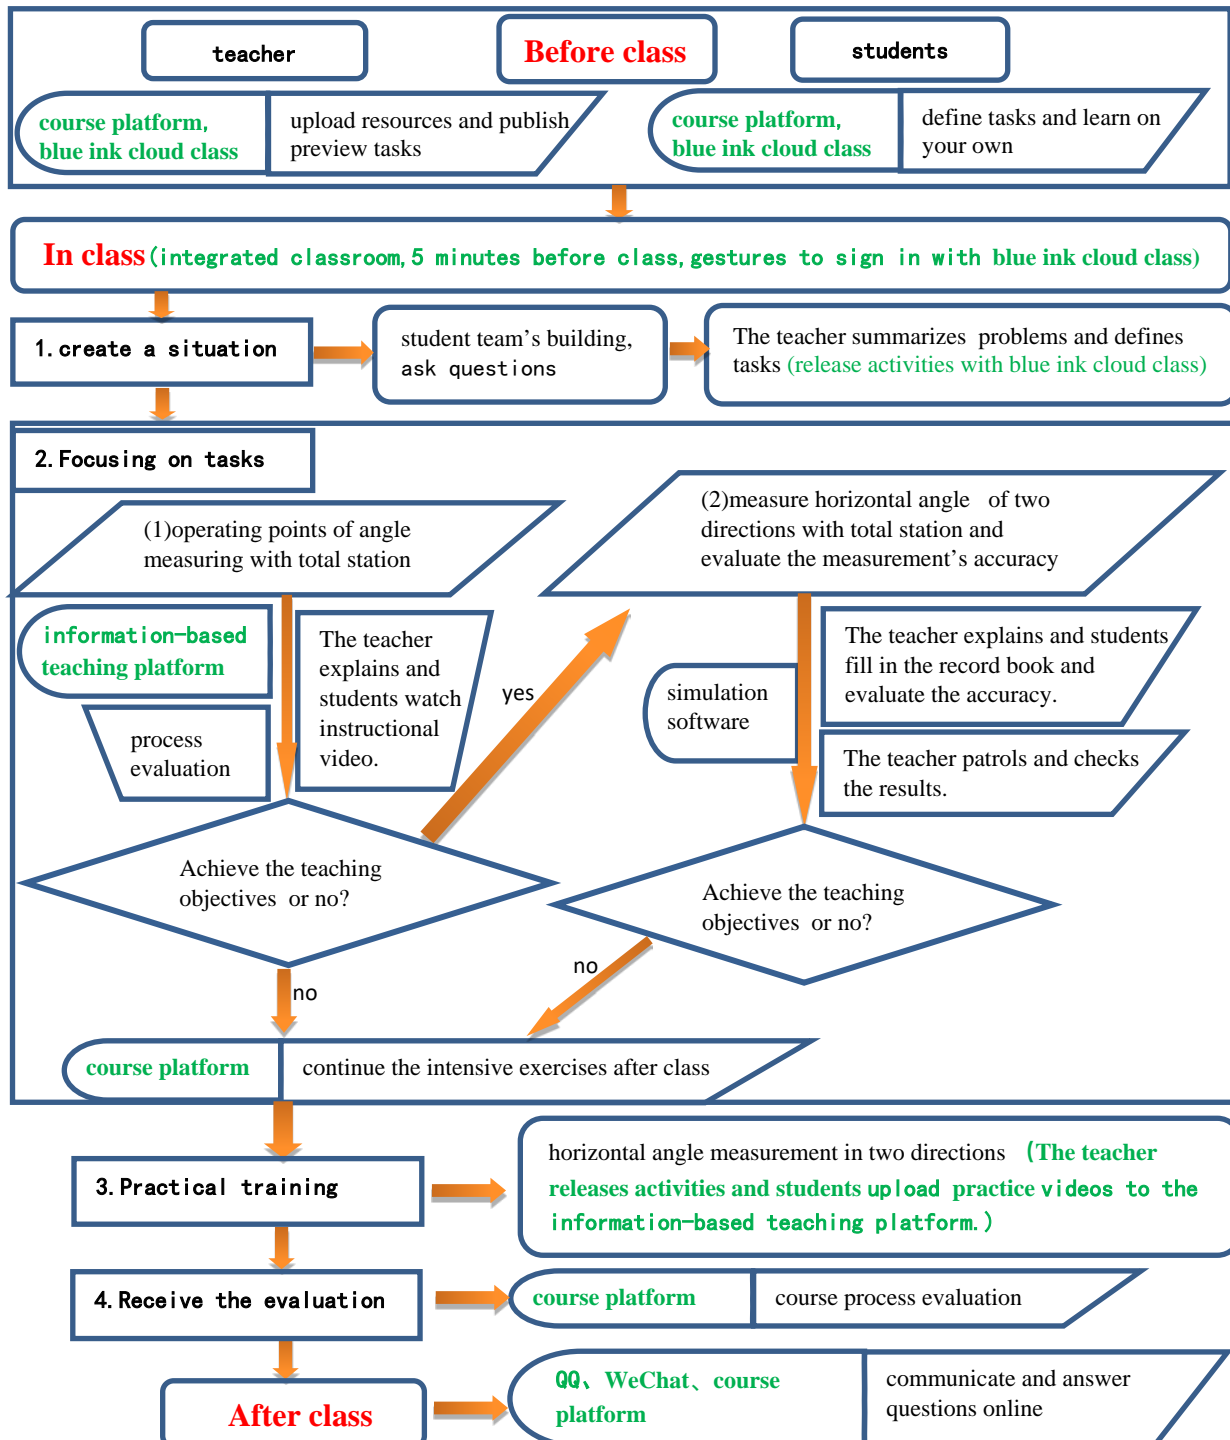 teacher
Before class
students
course platform,
blue ink cloud class
upload resources and publish
preview tasks
course platform,
blue ink cloud class
define tasks and learn on
your own
In class(integrated classroom,5 minutes before class,gestures to sign in with blue ink cloud class)
1.create a situation
student team's building,
ask questions
The teacher summarizes problems and defines
tasks (release activities with blue ink cloud class)
2.Focusing on tasks
(1)operating points of angle
measuring with total station
(2)measure horizontal angle of two
directions with total station and
evaluate the measurement's accuracy
information-based
teaching platform
The teacher
explains and
students watch
instructional
video.
process
evaluation
yes
simulation
software
The teacher explains and students
fill in the record book and
evaluate the accuracy.
The teacher patrols and checks
the results.
Achieve the teaching
objectives or no?
Achieve the teaching
objectives or no?
no
no
course platform
continue the intensive exercises after class
3.Practical training
horizontal angle measurement in two directions (The teacher
releases activities and students upload practice videos to the
information-based teaching platform.)
4.Receive the evaluation
course platform
course process evaluation
After class
QQ、WeChat、course
platform
communicate and answer
questions online